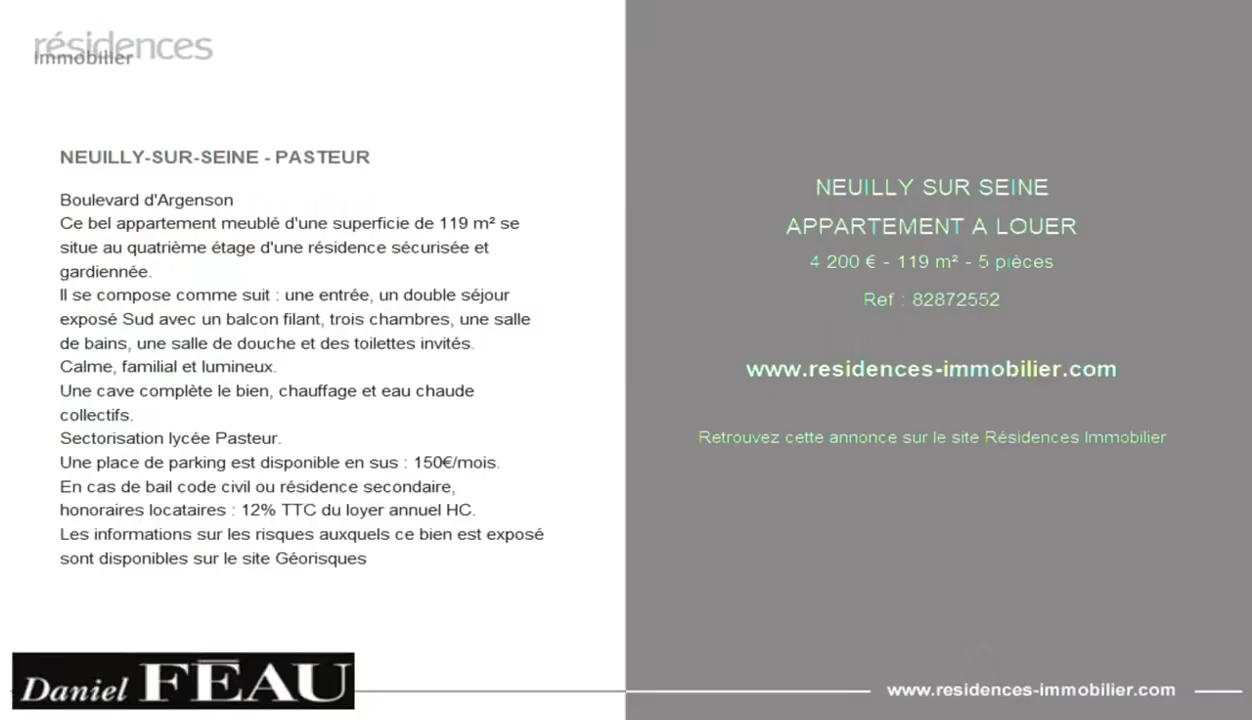 résidences
immobilier
NEUILLY-SUR-SEINE - PASTEUR
Boulevard d'Argenson
Ce bel appartement meublé d'une superficie de 119 m² se
situe au quatrième étage d'une résidence sécurisée et
gardiennée.
Il se compose comme suit : une entrée, un double séjour
exposé Sud avec un balcon filant, trois chambres, une salle
de bains, une salle de douche et des toilettes invités.
Calme, familial et lumineux.
Une cave complète le bien, chauffage et eau chaude
collectifs.
Sectorisation lycée Pasteur.
Une place de parking est disponible en sus : 150€/mois.
En cas de bail code civil ou résidence secondaire,
honoraires locataires : 12% TTC du loyer annuel HC.
Les informations sur les risques auxquels ce bien est exposé
sont disponibles sur le site Géorisques
Daniel FÉAU
NEUILLY SUR SEINE
APPARTEMENT A LOUER
4 200 € - 119 m² - 5 pièces
Ref : 82872552
www.residences-immobilier.com
Retrouvez cette annonce sur le site Résidences Immobilier
www.residences-immobilier.com